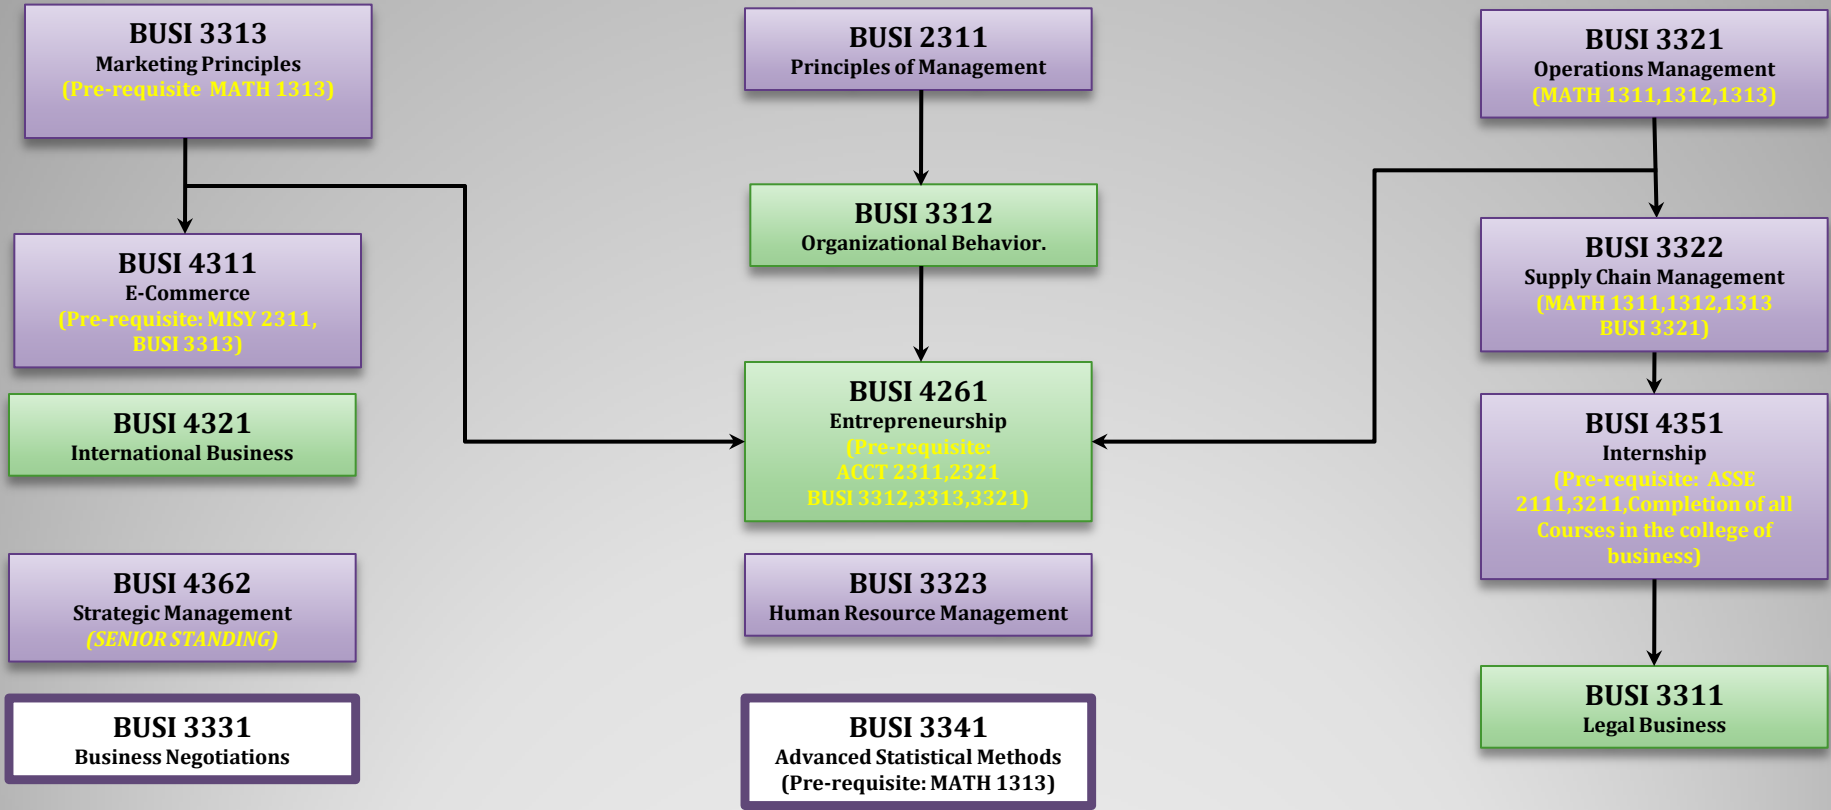 BUSI 3313
Marketing Principles
(Pre-requisite MATH 1313)
BUSI 2311
Principles of Management
BUSI 3321
Operations Management
(MATH 1311,1312,1313)
BUSI 3312
Organizational Behavior.
BUSI 4311
E-Commerce
(Pre-requisite: MISY 2311,
BUSI 3313)
BUSI 3322
Supply Chain Management
(MATH 1311,1312,1313
BUSI 3321)
BUSI 4321
International Business
BUSI 4261
Entrepreneurship
(Pre-requisite:
ACCT 2311,2321
BUSI 3312,3313,3321)
BUSI 4351
Internship
(Pre-requisite: ASSE
2111,3211,Completion of all
Courses in the college of
business)
BUSI 4362
Strategic Management
(SENIOR STANDING)
BUSI 3323
Human Resource Management
BUSI 3311
Legal Business
BUSI 3331
Business Negotiations
BUSI 3341
Advanced Statistical Methods
(Pre-requisite: MATH 1313)